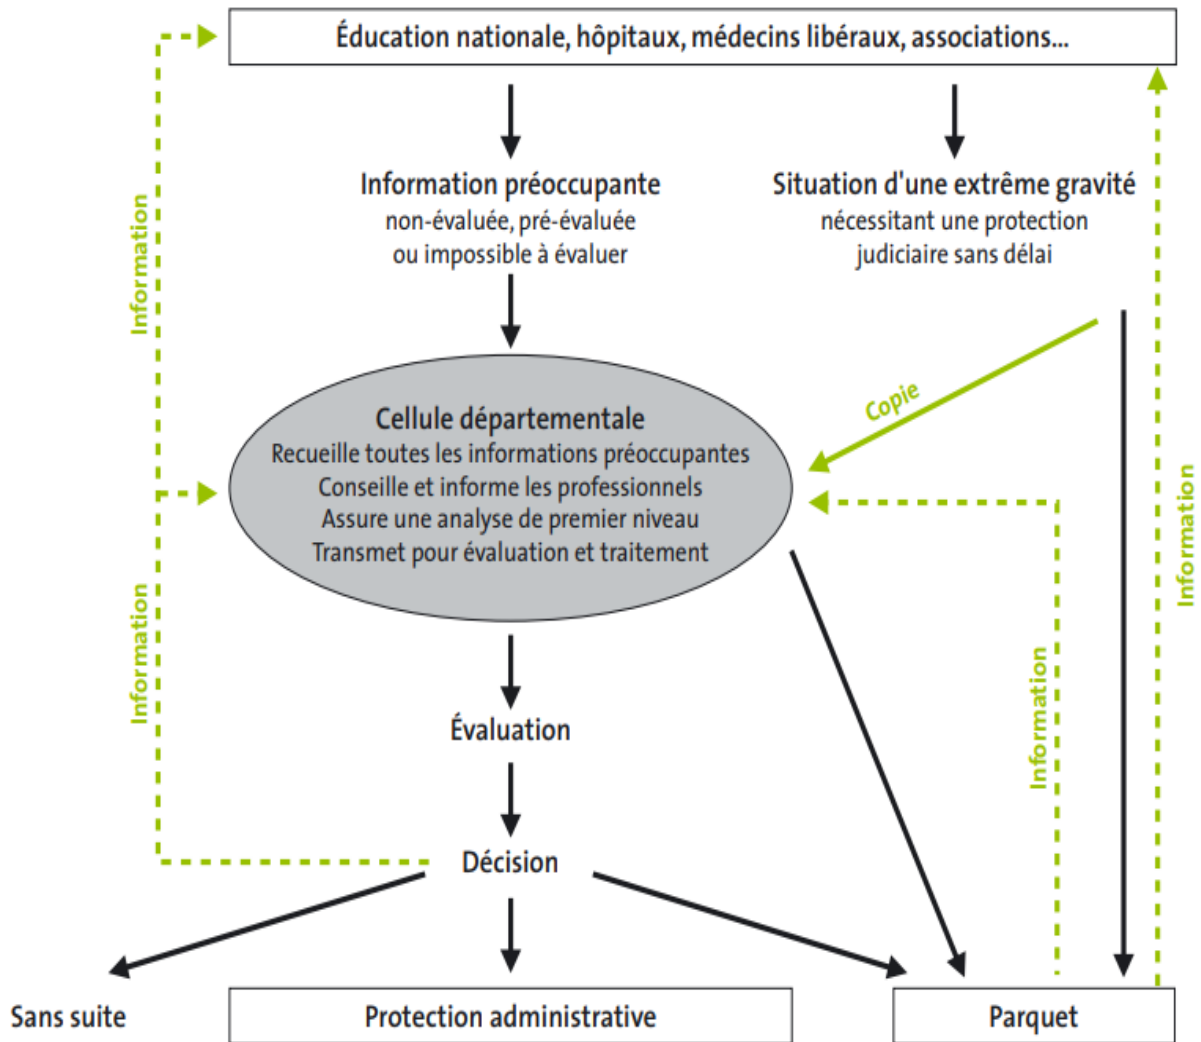 Éducation nationale, hôpitaux, médecins libéraux, associations...
Information préoccupante
non-évaluée, pré-évaluée
ou impossible à évaluer
Situation d'une extrême gravité
nécessitant une protection
judiciaire sans délai
Information
Copie
Cellule départementale
Recueille toutes les informations préoccupantes
Conseille et informe les professionnels
Assure une analyse de premier niveau
Transmet pour évaluation et traitement
Information
Information
Information
Évaluation
Décision
Sans suite
Protection administrative
Parquet